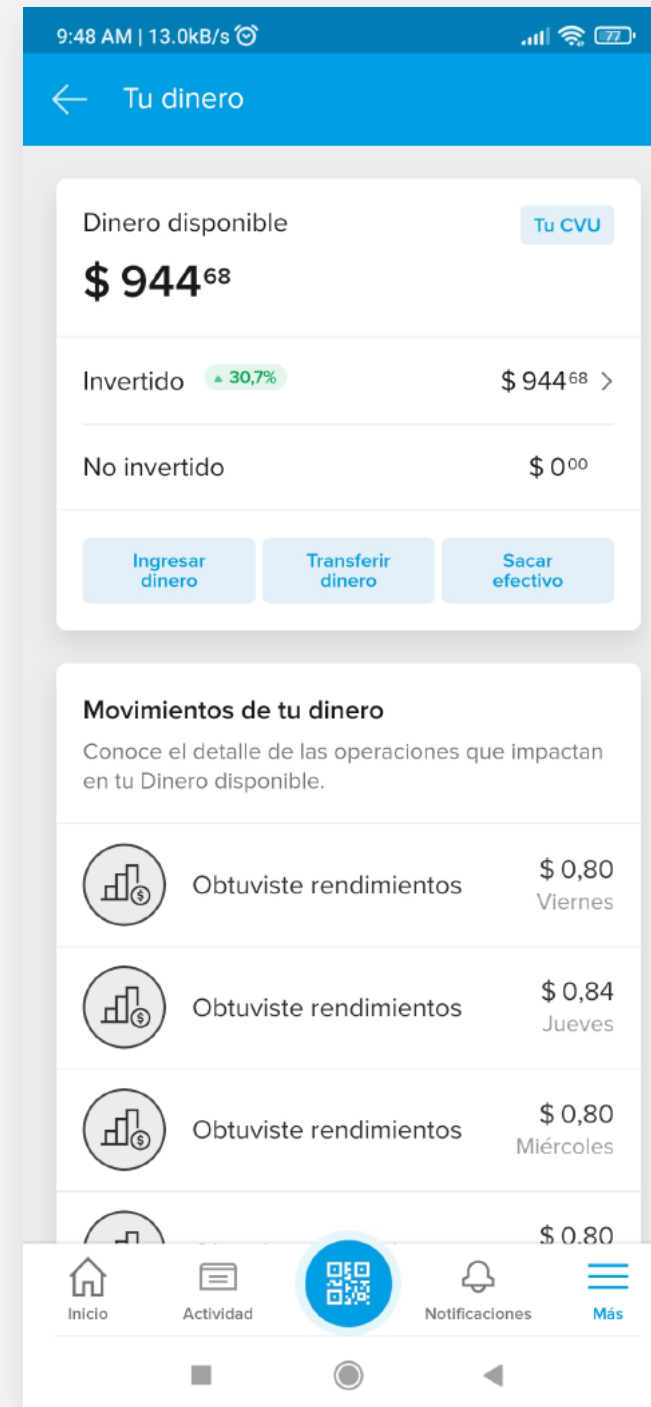 9:48 AM | 13.0kB/s
77
Tu dinero
Dinero disponible
Tu CVU
$ 944⁶⁸
Invertido
30,7%
$ 944⁶⁸
No invertido
$ 0⁰⁰
Ingresar
dinero
Transferir
dinero
Sacar
efectivo
Movimientos de tu dinero
Conoce el detalle de las operaciones que impactan
en tu Dinero disponible.
Obtuviste rendimientos
$ 0,80
Viernes
Obtuviste rendimientos
$ 0,84
Jueves
Obtuviste rendimientos
$ 0,80
Miércoles
$ 0,80
Inicio
Actividad
Notificaciones
Más